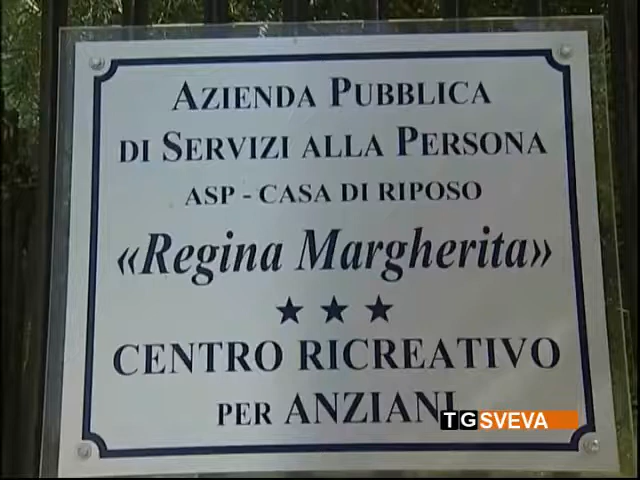 AZIENDA PUBBLICA
DI SERVIZI ALLA PERSONA
ASP - CASA DI RIPOSO
«Regina Margherita»
★ ★ ★
CENTRO RICREATIVO
PER ANZIANI
TGSVEVA